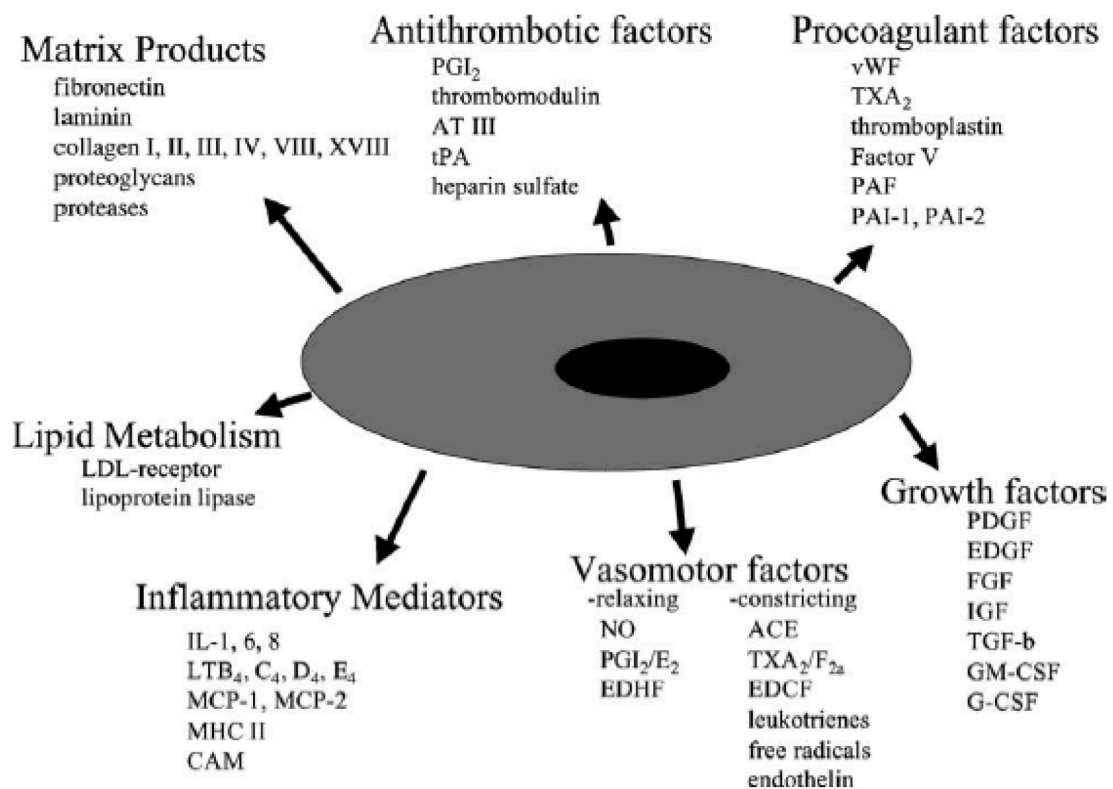 Matrix Products
fibronectin
laminin
collagen I, II, III, IV, VIII, XVIII
proteoglycans
proteases
Antithrombotic factors
PGI₂
thrombomodulin
AT III
tPA
heparin sulfate
Procoagulant factors
vWF
TXA₂
thromboplastin
Factor V
PAF
PAI-1, PAI-2
Lipid Metabolism
LDL-receptor
lipoprotein lipase
Inflammatory Mediators
IL-1, 6, 8
LTB₄, C₄, D₄, E₄
MCP-1, MCP-2
MHC II
CAM
Vasomotor factors
-relaxing
NO
PGI₂/E₂
EDHF
-constricting
ACE
TXA₂/F₂ₐ
EDCF
leukotrienes
free radicals
endothelin
Growth factors
PDGF
EDGF
FGF
IGF
TGF-b
GM-CSF
G-CSF